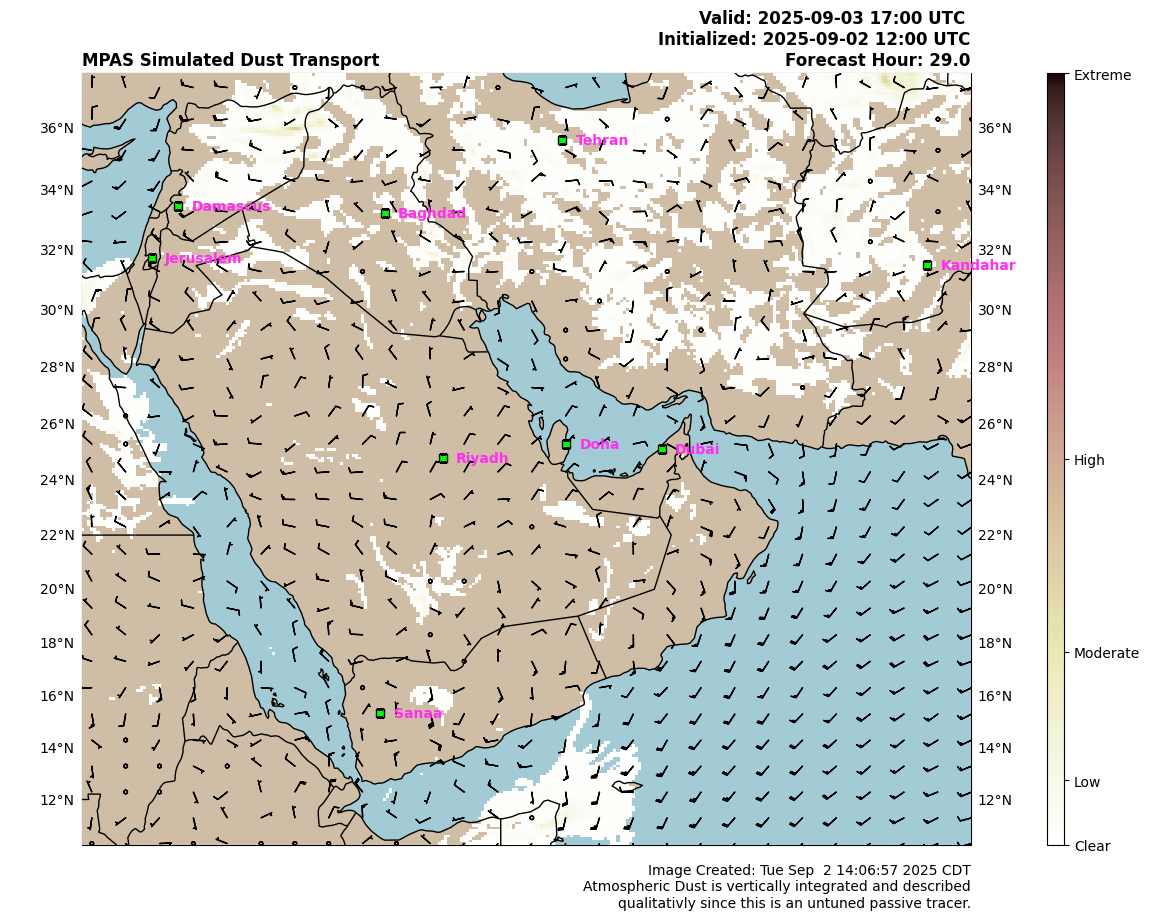 Valid: 2025-09-03 17:00 UTC
Initialized: 2025-09-02 12:00 UTC
MPAS Simulated Dust Transport Forecast Hour: 29.0
Extreme
36°N 36°N
Tehran
34°N 34°N
Damascus
Baghdad
32°N 32°N
Jerusalem
Kandahar
30°N 30°N
28°N 28°N
26°N 26°N
Doha
Dubai
Riyadh
High
24°N 24°N
22°N 22°N
20°N 20°N
18°N 18°N
Moderate
16°N 16°N
Sanaa
14°N 14°N
Low
12°N 12°N
Clear
Image Created: Tue Sep  2 14:06:57 2025 CDT
Atmospheric Dust is vertically integrated and described
qualitativly since this is an untuned passive tracer.